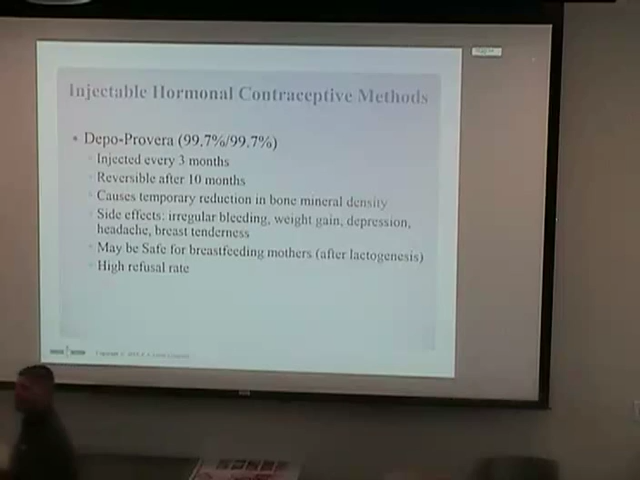 Injectable Hormonal Contraceptive Methods
• Depo-Provera (99.7%/99.7%)
Injected every 3 months
Reversible after 10 months
Causes temporary reduction in bone mineral density
Side effects: irregular bleeding, weight gain, depression,
headache, breast tenderness
May be Safe for breastfeeding mothers (after lactogenesis)
High refusal rate